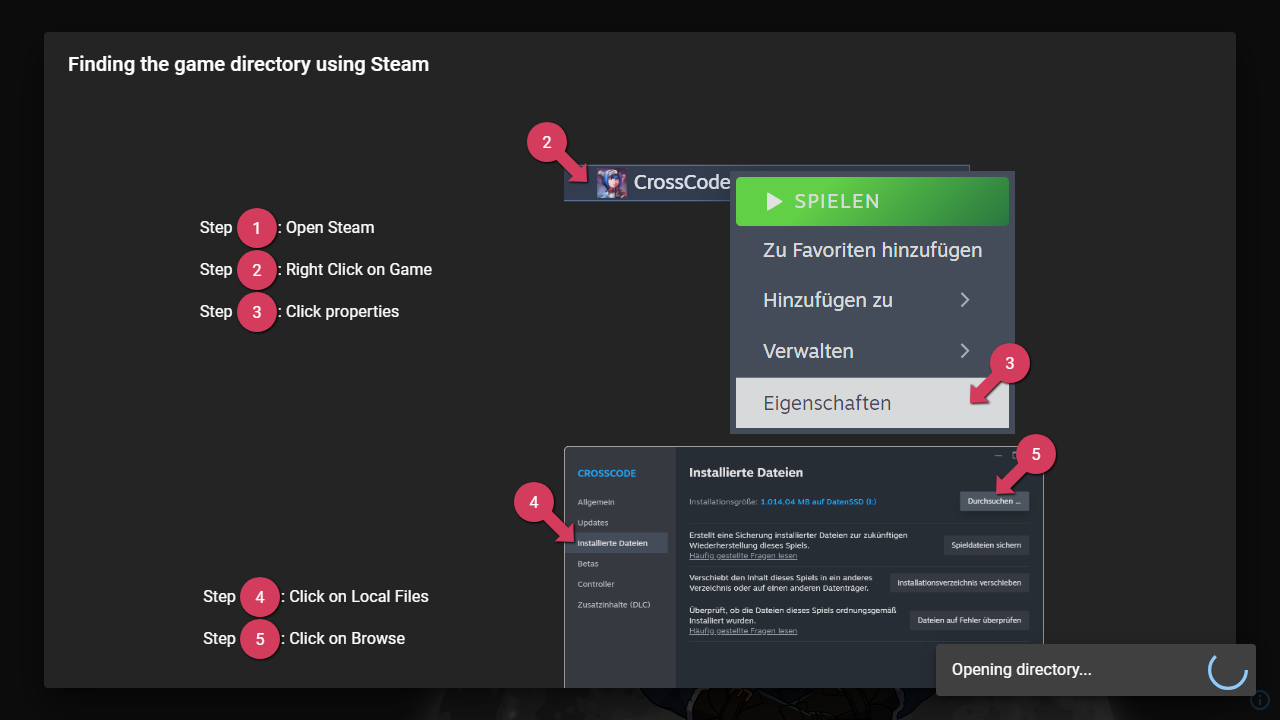 Finding the game directory using Steam
2
CrossCode
SPIELEN
Zu Favoriten hinzufügen
Hinzufügen zu
Verwalten
Eigenschaften
3
Step 1 : Open Steam
Step 2 : Right Click on Game
Step 3 : Click properties
CROSSCODE
Allgemein
Updates
Installierte Dateien
Betas
Controller
Zusatzinhalte (DLC)
4
5
Installierte Dateien
Installationsgröße: 1.014,04 MB auf DatenSSD (I:)
Durchsuchen ...
Erstellt eine Sicherung installierter Dateien zur zukünftigen
Wiederherstellung dieses Spiels.
Häufig gestellte Fragen lesen
Spieldateien sichern
Verschiebt den Inhalt dieses Spiels in ein anderes
Verzeichnis oder auf einen anderen Datenträger.
Installationsverzeichnis verschieben
Überprüft, ob die Dateien dieses Spiels ordnungsgemäß
installiert wurden.
Häufig gestellte Fragen lesen
Dateien auf Fehler überprüfen
Step 4 : Click on Local Files
Step 5 : Click on Browse
Opening directory...